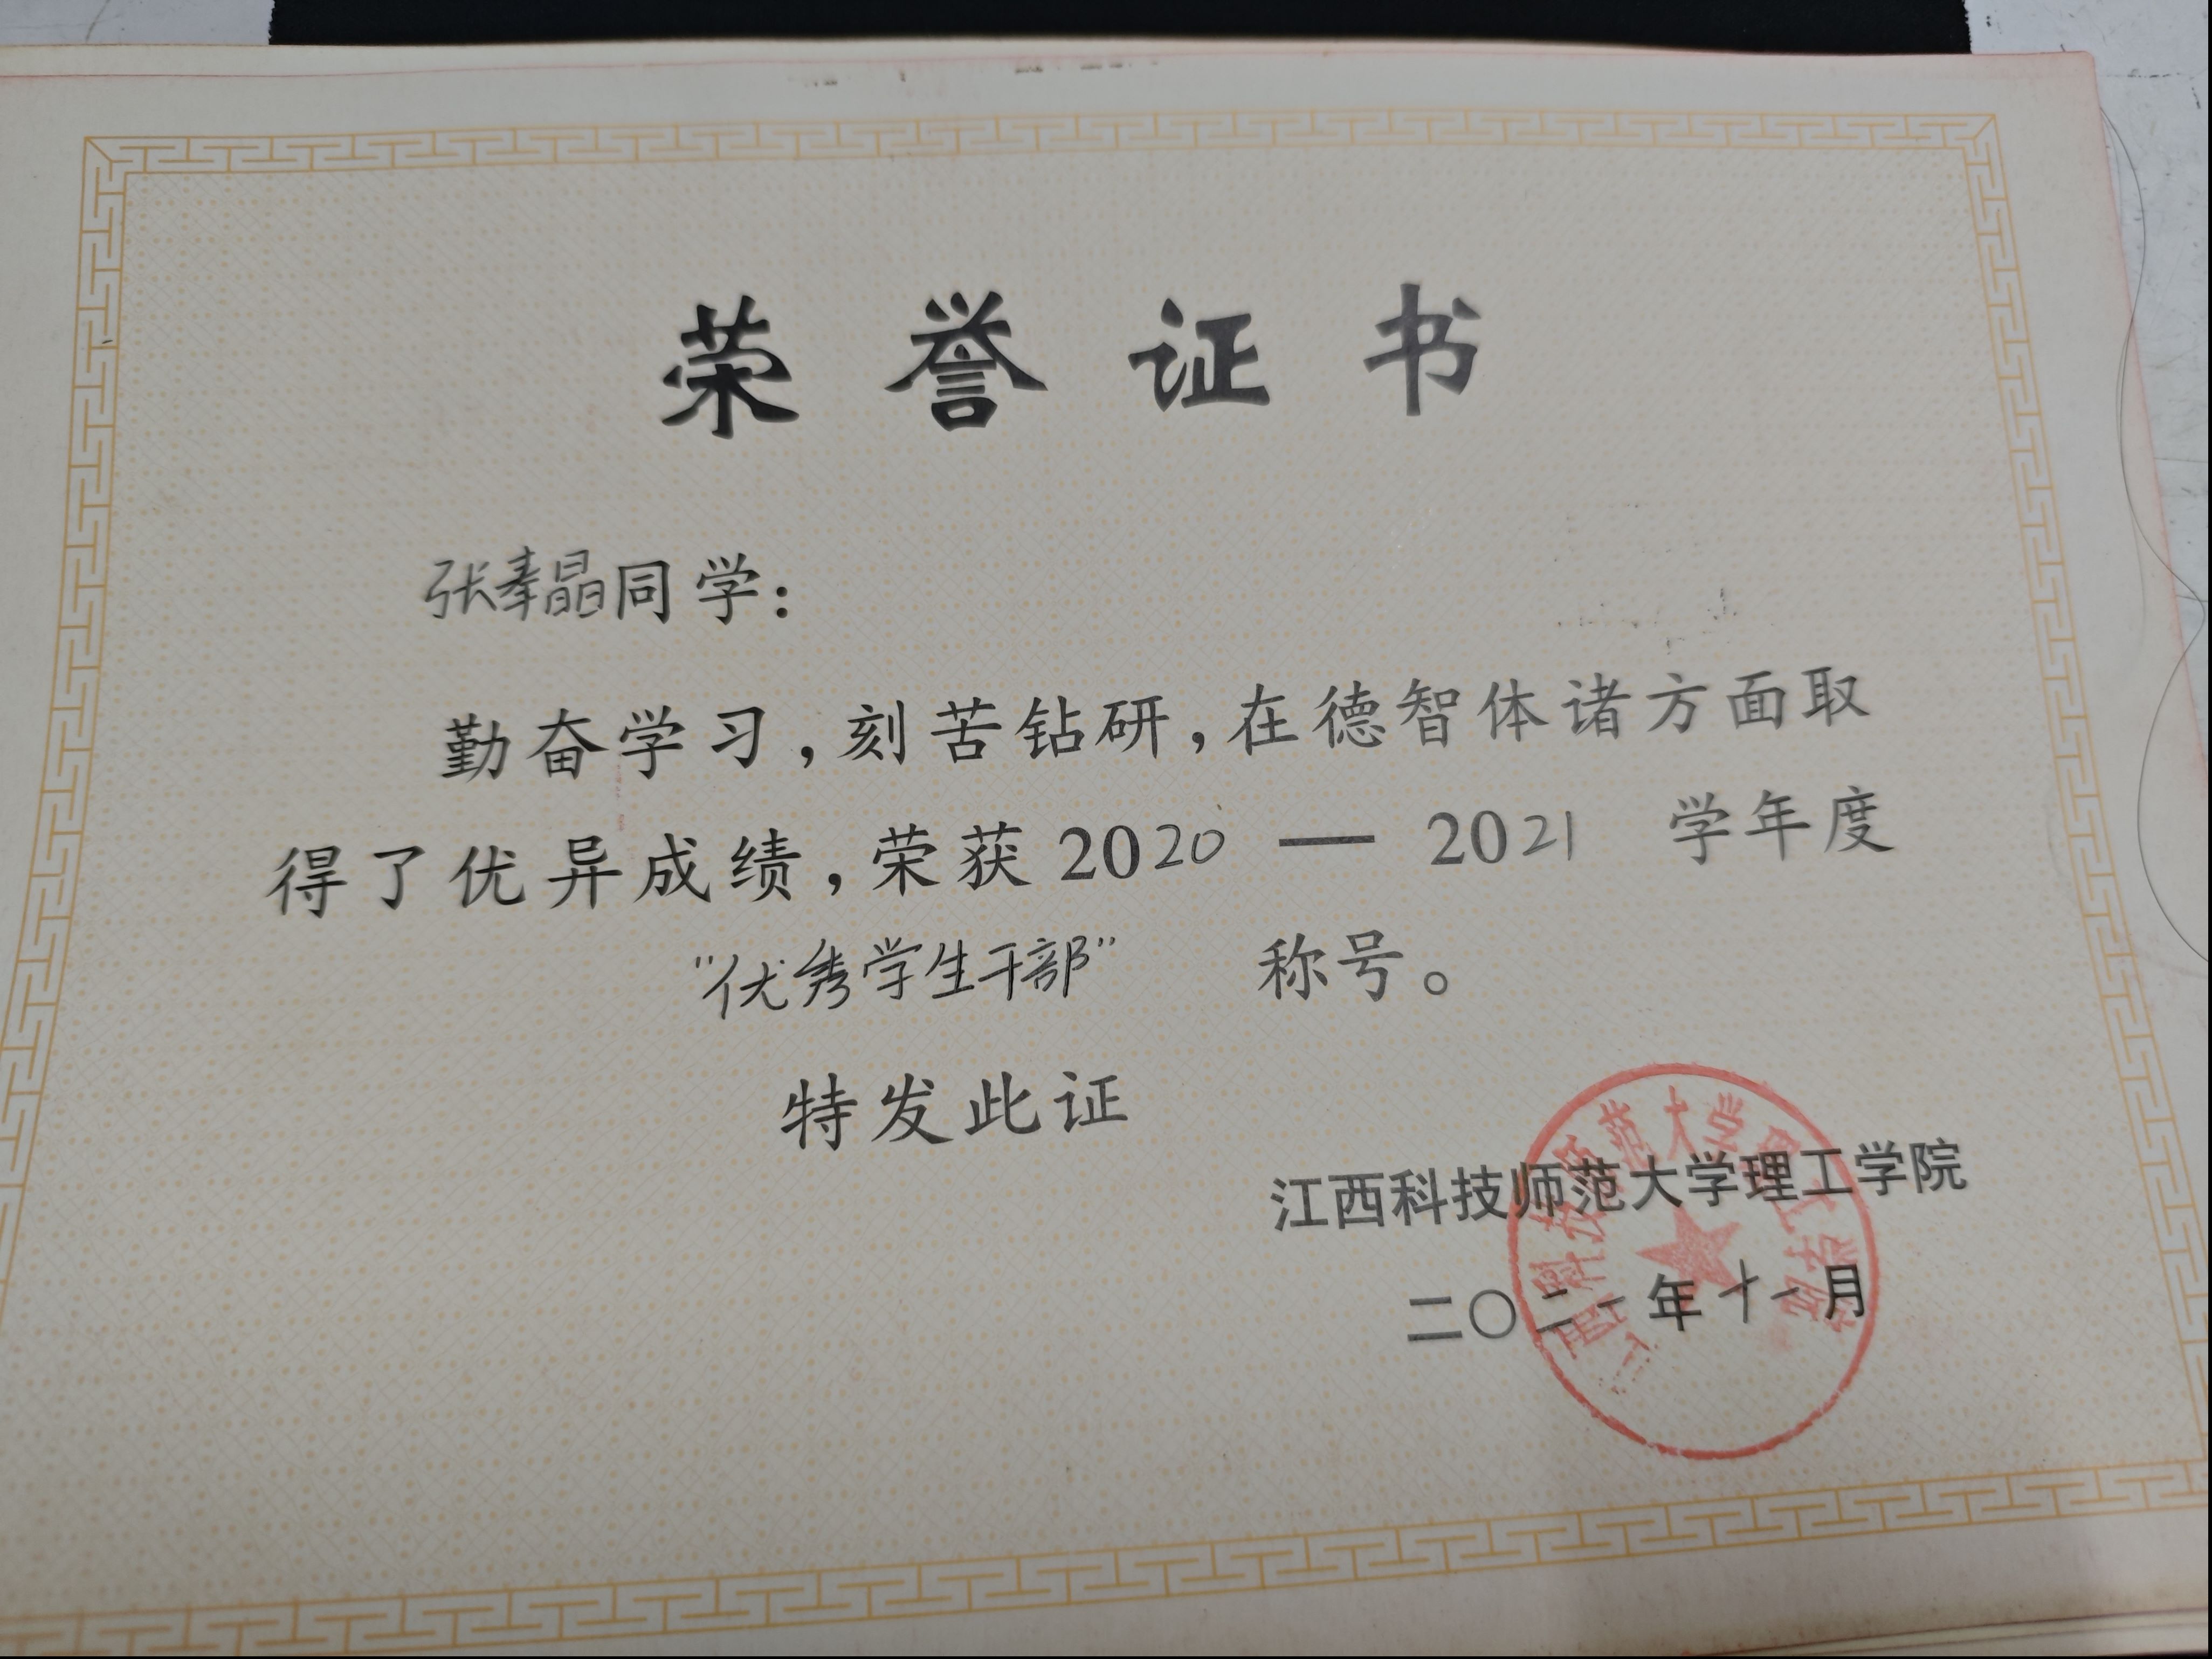 荣誉证书
张奉晶同学：
勤奋学习，刻苦钻研，在德智体诸方面取
得了优异成绩，荣获2020—2021 学年度
"优秀学生干部" 称号。
特发此证
江西科技师范大学理工学院
二〇二一年十一月